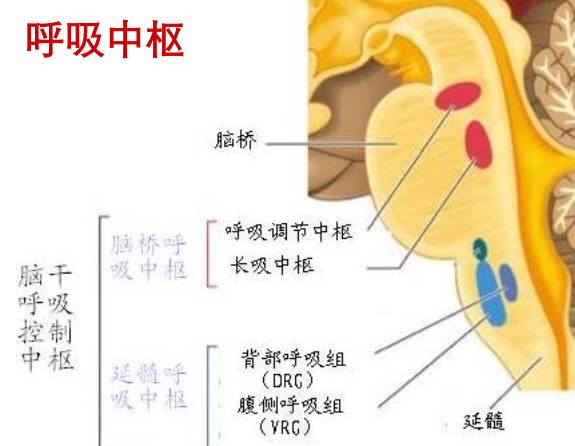 呼吸中枢
脑桥
脑干
呼吸
控制
中枢
脑桥呼
吸中枢
呼吸调节中枢
长吸中枢
延髓呼
吸中枢
背部呼吸组
(DRG)
腹侧呼吸组
(VRG)
延髓